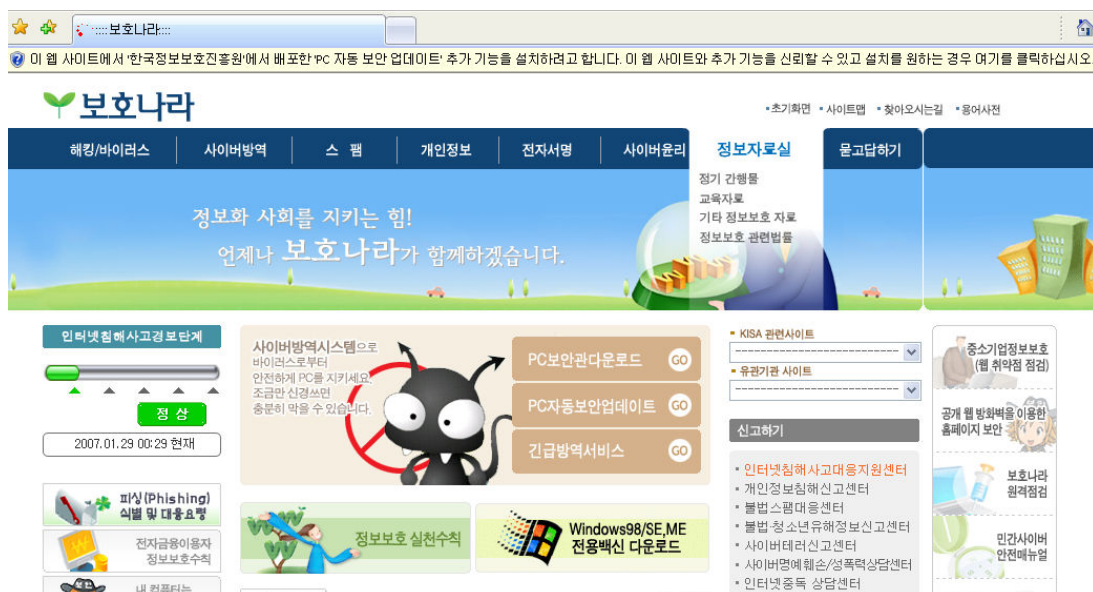 ::::보호나라::::
이 웹 사이트에서 '한국정보보호진흥원'에서 배포한 'PC 자동 보안 업데이트' 추가 기능을 설치하려고 합니다. 이 웹 사이트와 추가 기능을 신뢰할 수 있고 설치를 원하는 경우 여기를 클릭하십시오.
보호나라
초기화면 사이트맵 찾아오시는길 용어사전
해킹/바이러스 사이버방역 스 팸 개인정보 전자서명 사이버윤리 정보자료실 묻고답하기
정기 간행물
교육자료
기타 정보보호 자료
정보보호 관련법률
정보화 사회를 지키는 힘!
언제나 보호나라가 함께하겠습니다.
인터넷침해사고경보단계
정 상
2007.01.29 00:29 현재
피싱(Phishing)
식별 및 대응요령
전자금융이용자
정보보호수칙
내 컴퓨터는
사이버방역시스템으로
바이러스로부터
안전하게 PC를 지키세요.
조금만 신경쓰면
충분히 막을 수 있습니다.
PC보안관다운로드 GO
PC자동보안업데이트 GO
긴급방역서비스 GO
정보보호 실천수칙
Windows98/SE,ME
전용백신 다운로드
KISA 관련사이트
---------------------------
유관기관 사이트
---------------------------
신고하기
인터넷침해사고대응지원센터
개인정보침해신고센터
불법스팸대응센터
불법·청소년유해정보신고센터
사이버테러신고센터
사이버명예훼손/성폭력상담센터
인터넷중독 상담센터
중소기업정보보호
(웹 취약점 점검)
공개 웹 방화벽을 이용한
홈페이지 보안
보호나라
원격점검
민간사이버
안전매뉴얼